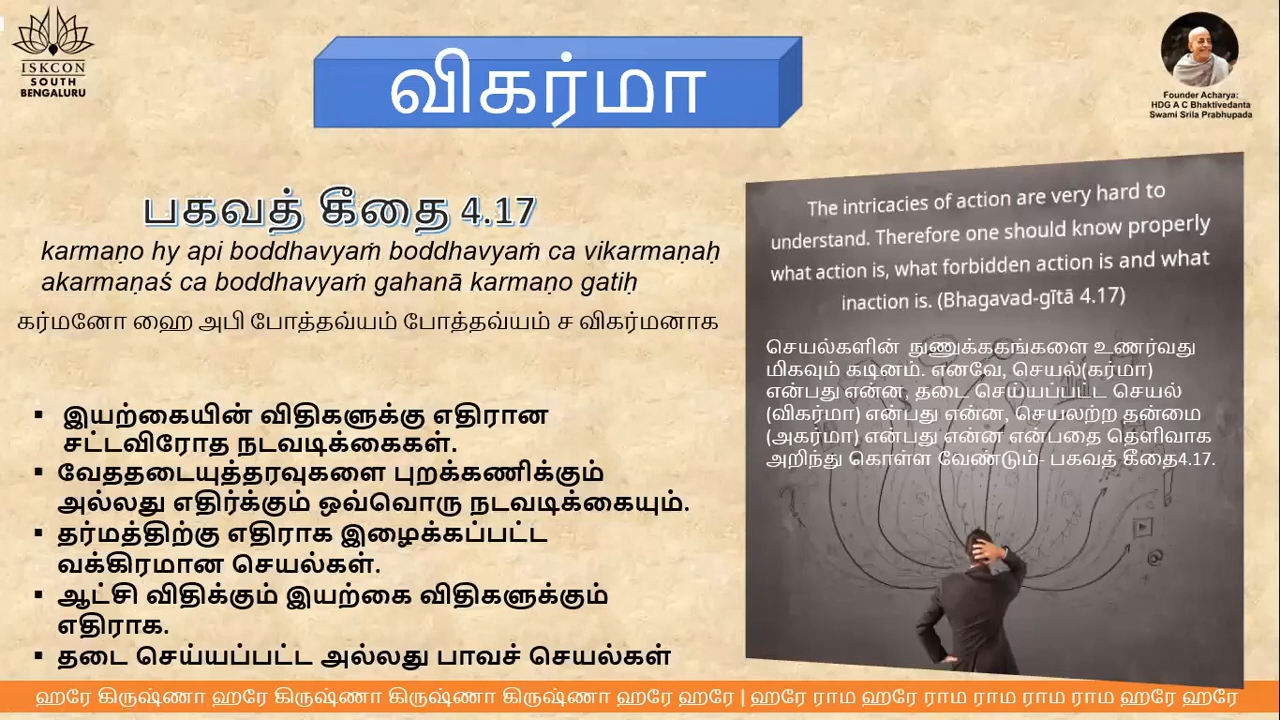 ISKCON
SOUTH
BENGALURU
விகர்மா
Founder Acharya:
HDG A C Bhaktivedanta
Swami Srila Prabhupada
பகவத் கீதை 4.17
karmaṇo hy api boddhavyaṁ boddhavyaṁ ca vikarmaṇaḥ
akarmaṇaś ca boddhavyaṁ gahanā karmaṇo gatiḥ
கர்மனோ ஹை அபி போத்தவ்யம் போத்தவ்யம் ச விகர்மனாக
▪ இயற்கையின் விதிகளுக்கு எதிரான
சட்டவிரோத நடவடிக்கைகள்.
▪ வேததடையுத்தரவுகளை புறக்கணிக்கும்
அல்லது எதிர்க்கும் ஒவ்வொரு நடவடிக்கையும்.
▪ தர்மத்திற்கு எதிராக இழைக்கப்பட்ட
வக்கிரமான செயல்கள்.
▪ ஆட்சி விதிக்கும் இயற்கை விதிகளுக்கும்
எதிராக.
▪ தடை செய்யப்பட்ட அல்லது பாவச் செயல்கள்
The intricacies of action are very hard to
understand. Therefore one should know properly
what action is, what forbidden action is and what
inaction is. (Bhagavad-gītā 4.17)
செயல்களின் நுணுக்ககங்களை உணர்வது
மிகவும் கடினம். எனவே, செயல்(கர்மா)
என்பது என்ன, தடை செய்யப்பட்ட செயல்
(விகர்மா) என்பது என்ன, செயலற்ற தன்மை
(அகர்மா) என்பது என்ன என்பதை தெளிவாக
அறிந்து கொள்ள வேண்டும்- பகவத் கீதை4.17.
ஹரே கிருஷ்ணா ஹரே கிருஷ்ணா கிருஷ்ணா கிருஷ்ணா ஹரே ஹரே | ஹரே ராம ஹரே ராம ராம ராம ராம ஹரே ஹரே